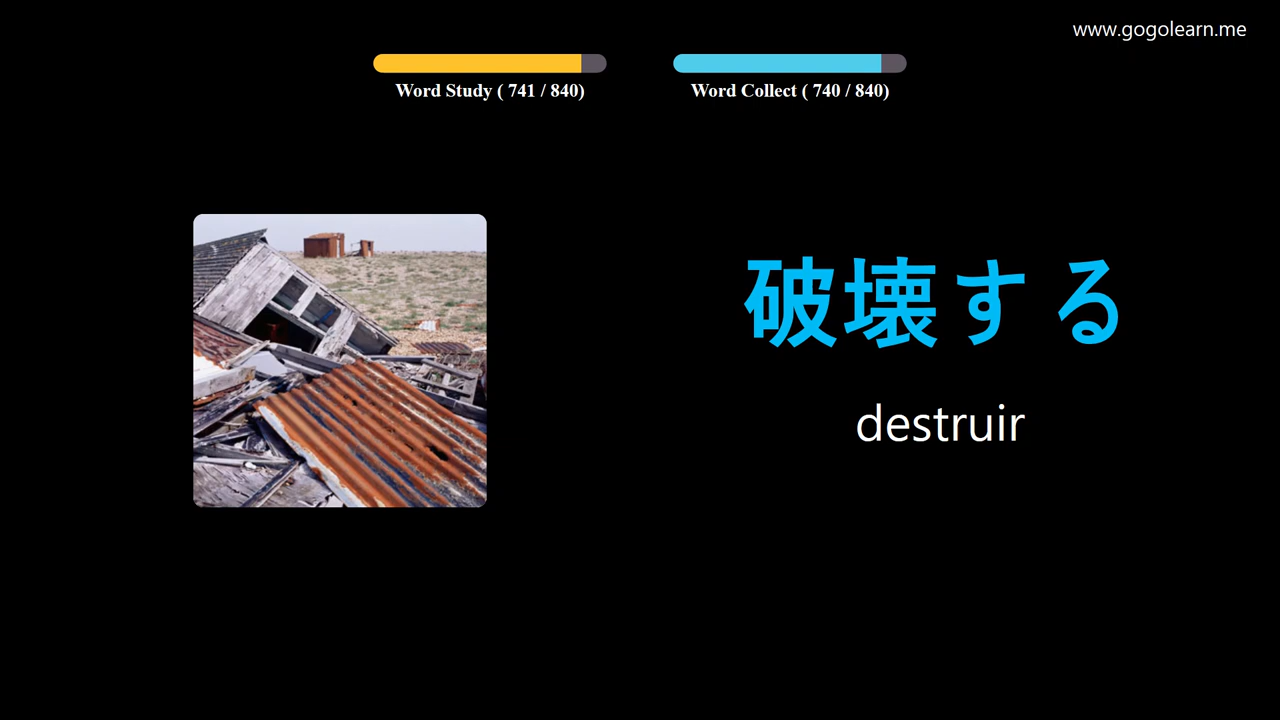 www.gogolearn.me
Word Study ( 741 / 840)
Word Collect ( 740 / 840)
破壊する
destruir